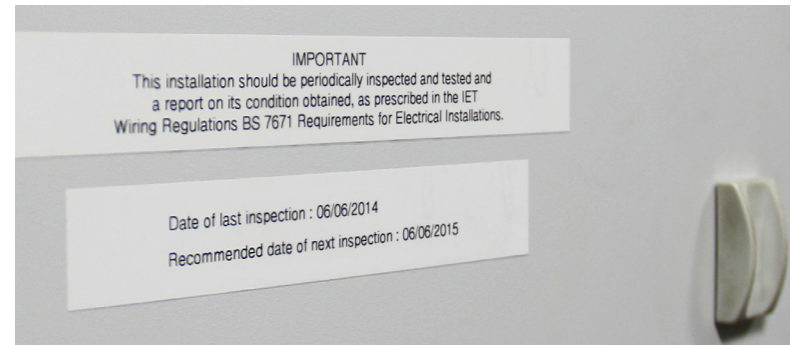 IMPORTANT
This installation should be periodically inspected and tested and
a report on its condition obtained, as prescribed in the IET
Wiring Regulations BS 7671 Requirements for Electrical Installations.
Date of last inspection : 06/06/2014
Recommended date of next inspection : 06/06/2015